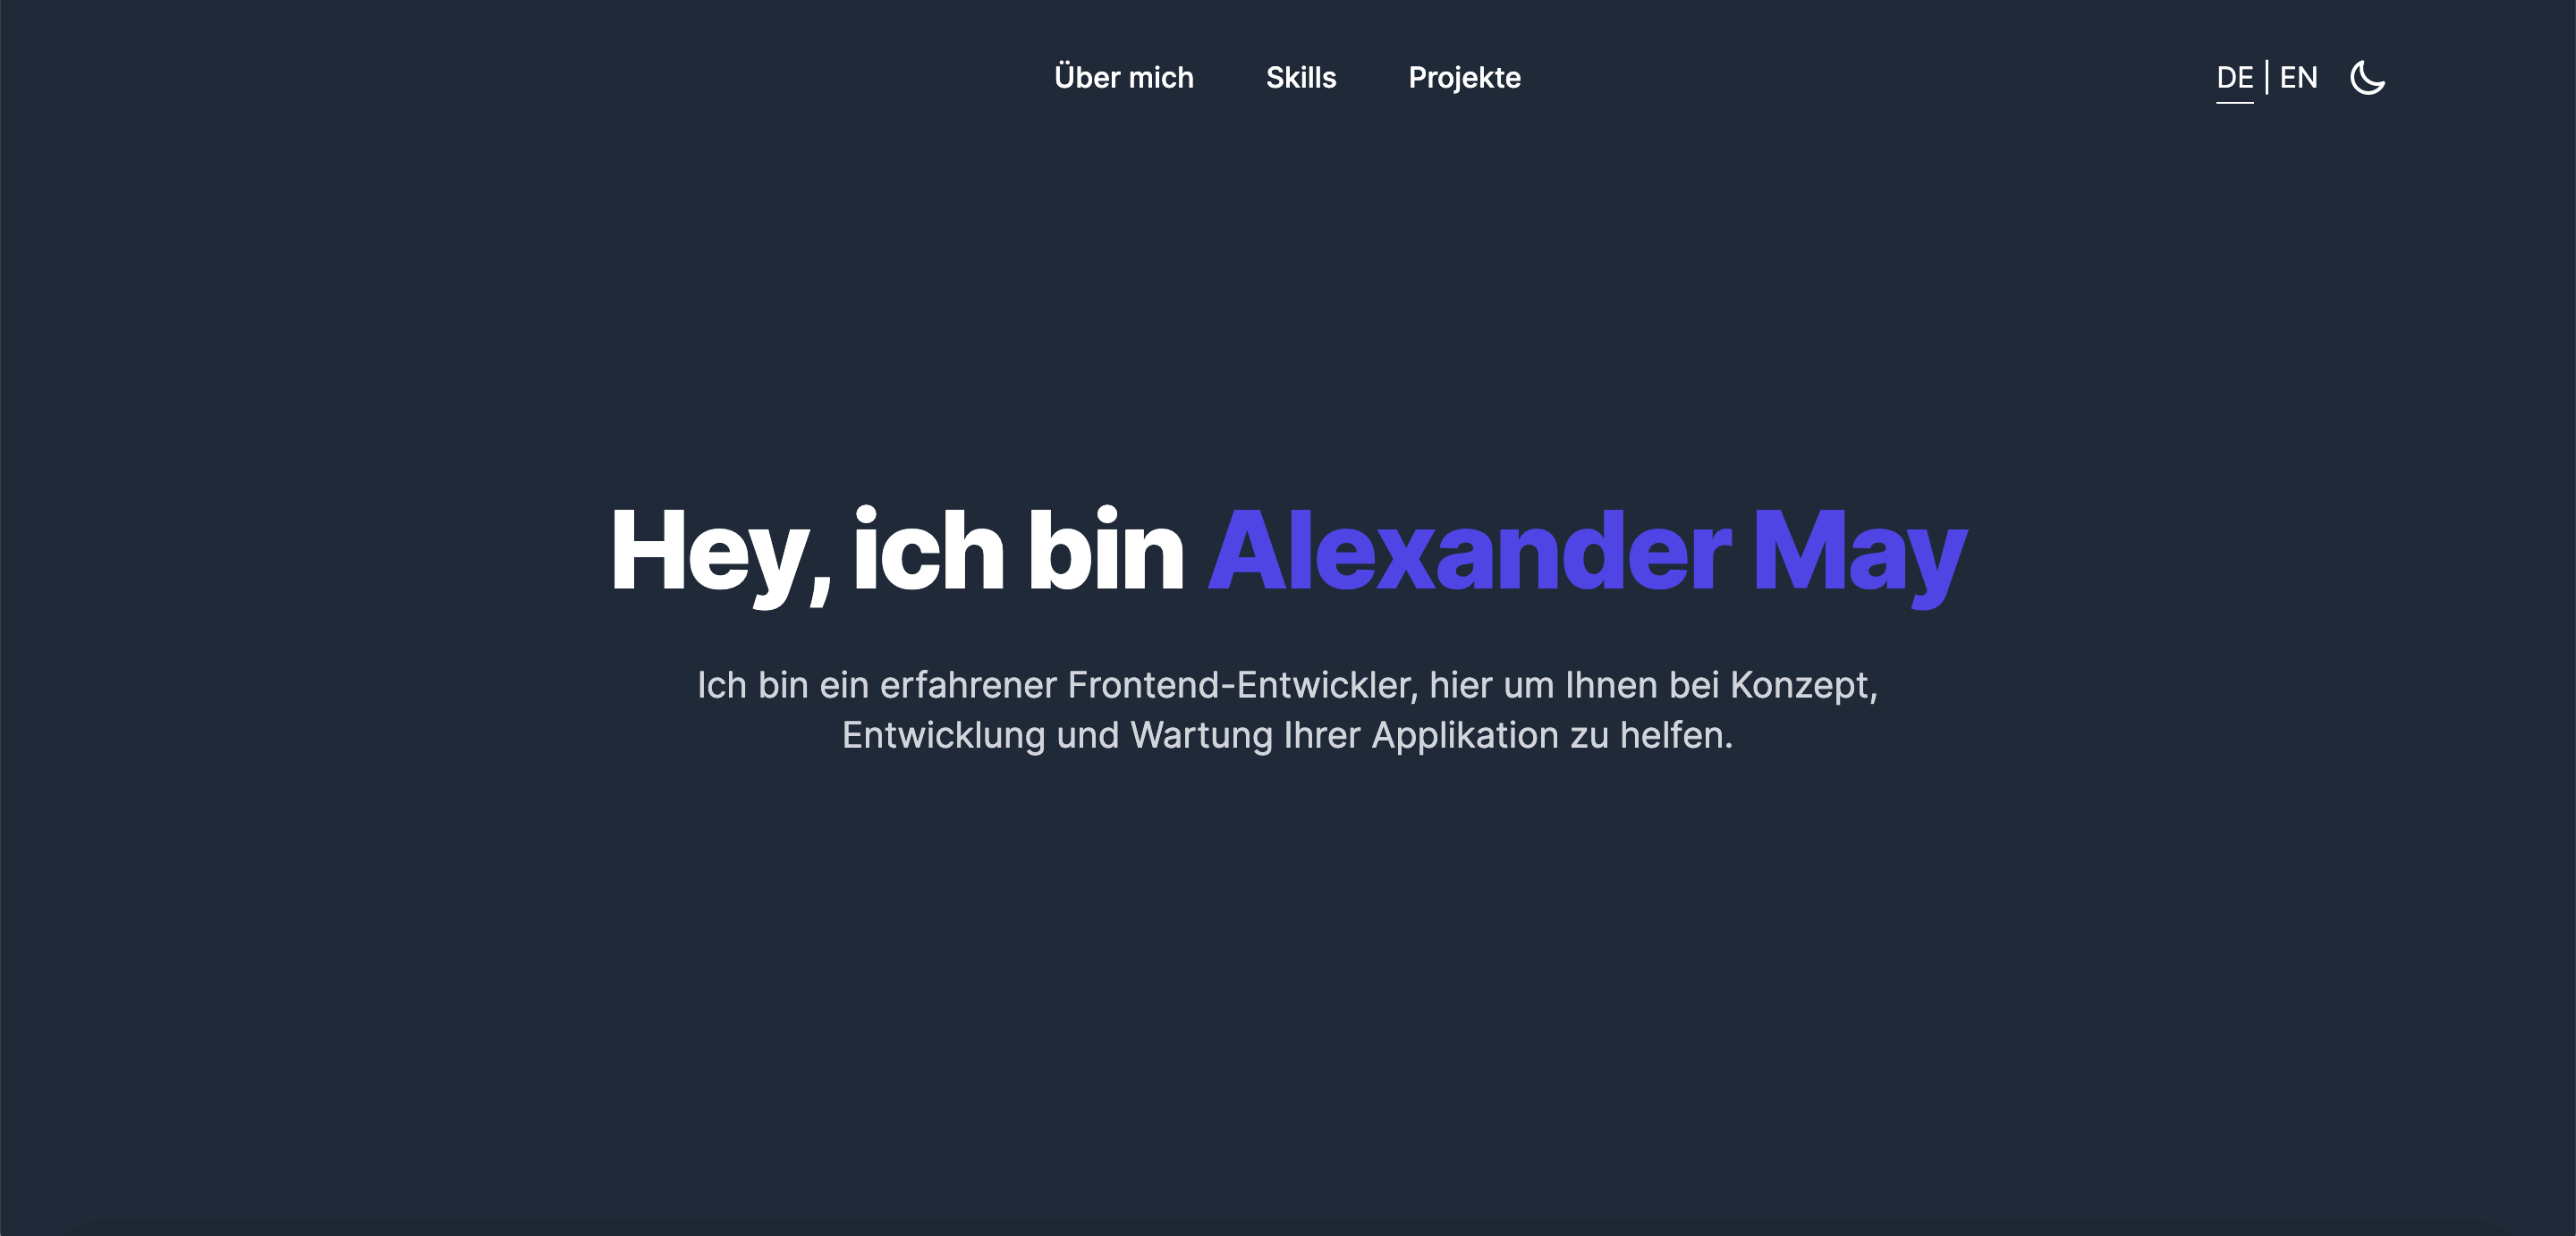 Über mich Skills Projekte DE | EN
Hey, ich bin Alexander May
Ich bin ein erfahrener Frontend-Entwickler, hier um Ihnen bei Konzept,
Entwicklung und Wartung Ihrer Applikation zu helfen.